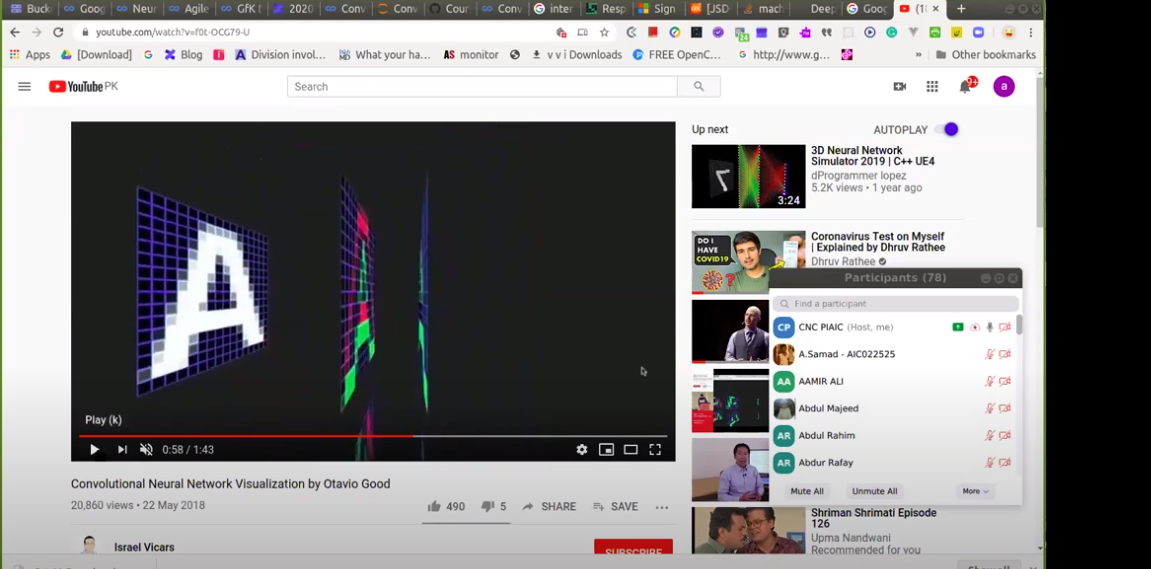 Buck
Goog
Neur
Agile
GfK
2020
Conv
Conv
Cour
Conv
inter
Resp
Sign
[JSD
mach
Deep
Goog
youtube.com/watch?v=f0t-OCG79-U
Apps
[Download]
Blog
Division invol...
What your ha...
AS monitor
v v i Downloads
FREE OpenC...
http://www.g...
»
Other bookmarks
YouTube PK
Search
9+
a
A
Play (k)
0:58 / 1:43
Convolutional Neural Network Visualization by Otavio Good
20,860 views • 22 May 2018
490
5
SHARE
SAVE
Israel Vicars
SUBSCRIBE
Up next
AUTOPLAY
3D Neural Network
Simulator 2019 | C++ UE4
dProgrammer lopez
5.2K views • 1 year ago
3:24
DO I
HAVE
COVID19
?
Coronavirus Test on Myself
| Explained by Dhruv Rathee
Dhruv Rathee
Participants (78)
Find a participant
CP CNC PIAIC (Host, me)
A.Samad - AIC022525
AA AAMIR ALI
Abdul Majeed
AR Abdul Rahim
AR Abdur Rafay
Mute All
Unmute All
More
Shriman Shrimati Episode
126
Upma Nandwani
Recommended for you